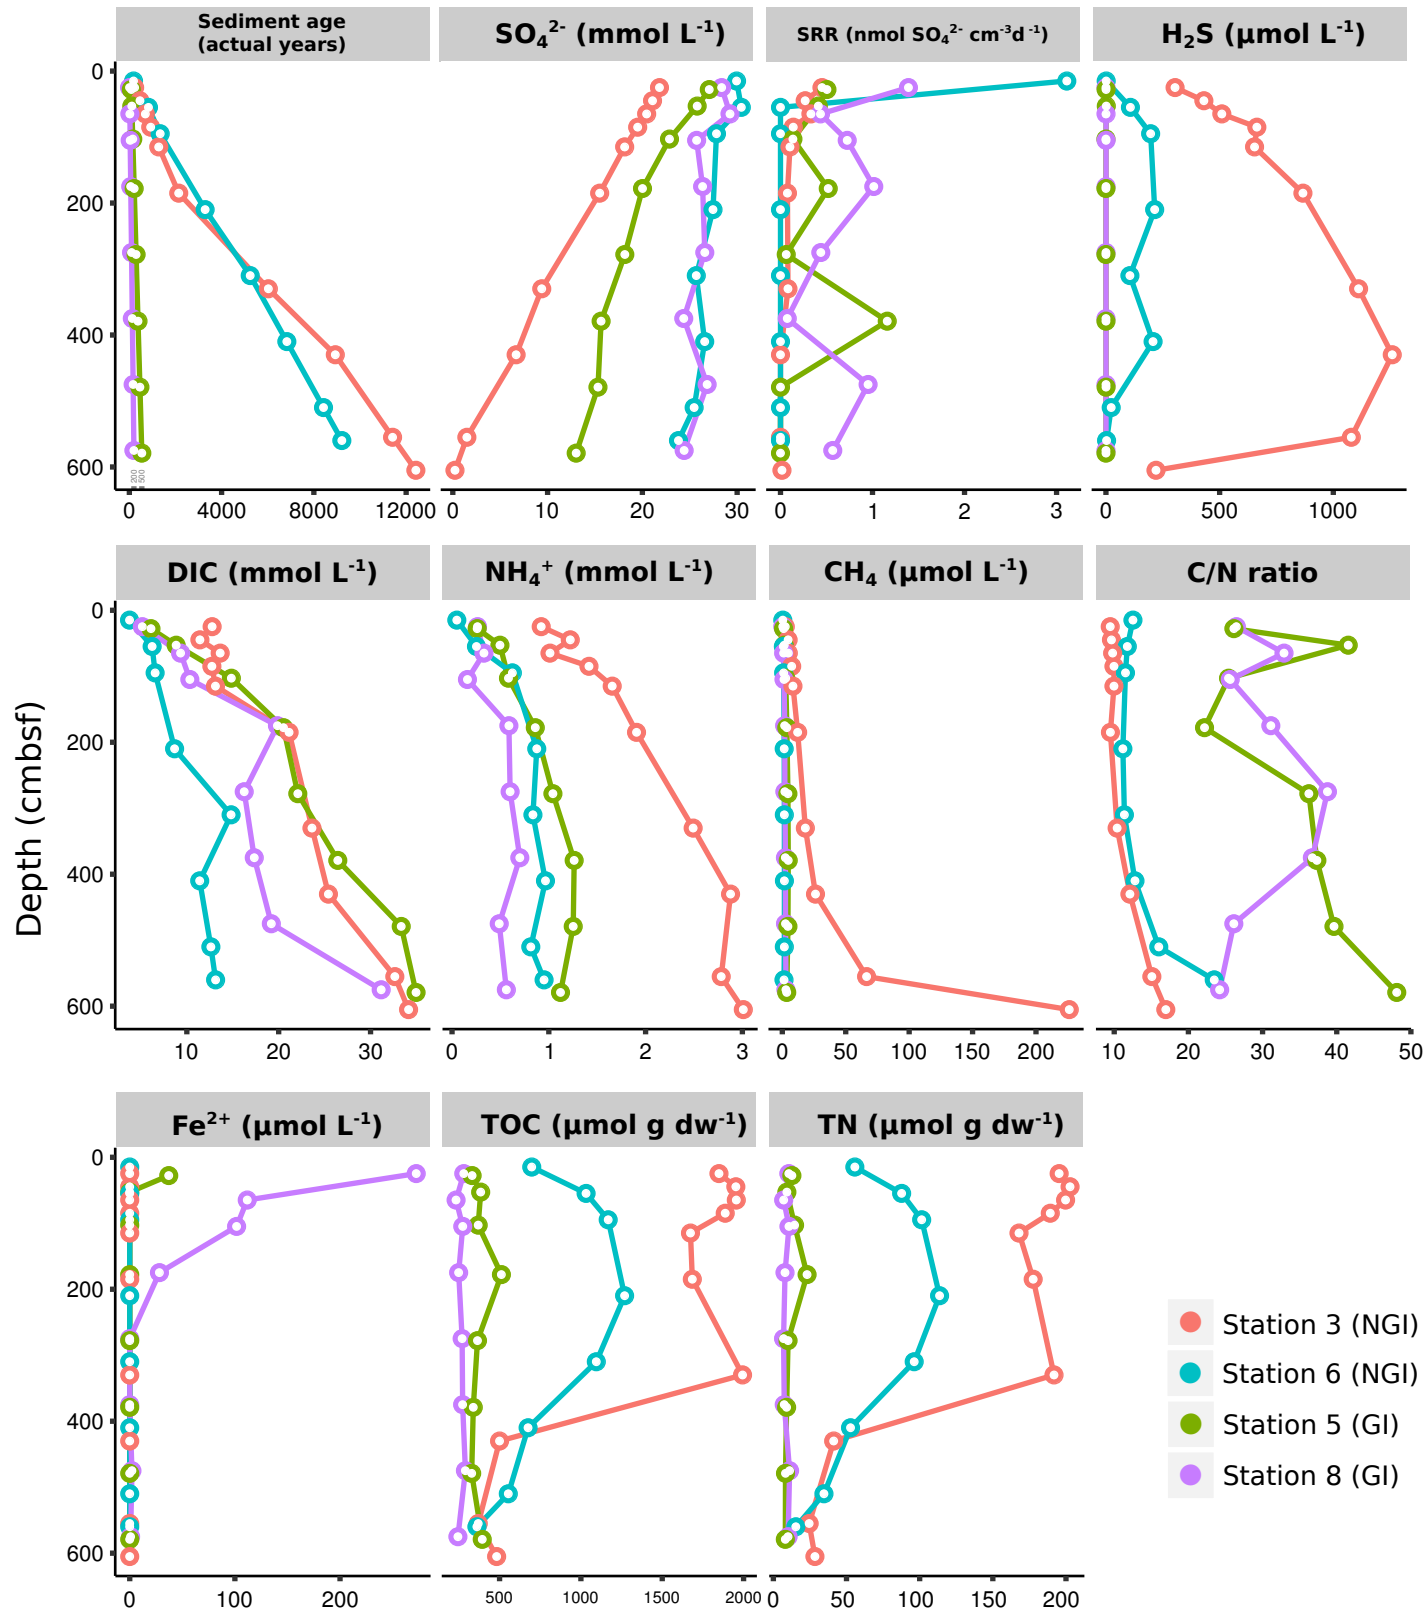 Sediment age
(actual years)
SO₄²⁻ (mmol L⁻¹)
SRR (nmol SO₄²⁻ cm⁻³d⁻¹)
H₂S (μmol L⁻¹)
0
200
400
600
200
500
0 4000 8000 12000
0 10 20 30
0 1 2 3
0 500 1000
DIC (mmol L⁻¹)
NH₄⁺ (mmol L⁻¹)
CH₄ (μmol L⁻¹)
C/N ratio
Depth (cmbsf)
0
200
400
600
10 20 30
0 1 2 3
0 50 100 150 200
10 20 30 40 50
Fe²⁺ (μmol L⁻¹)
TOC (μmol g dw⁻¹)
TN (μmol g dw⁻¹)
0
200
400
600
0 100 200
500 1000 1500 2000
0 50 100 150 200
Station 3 (NGI)
Station 6 (NGI)
Station 5 (GI)
Station 8 (GI)